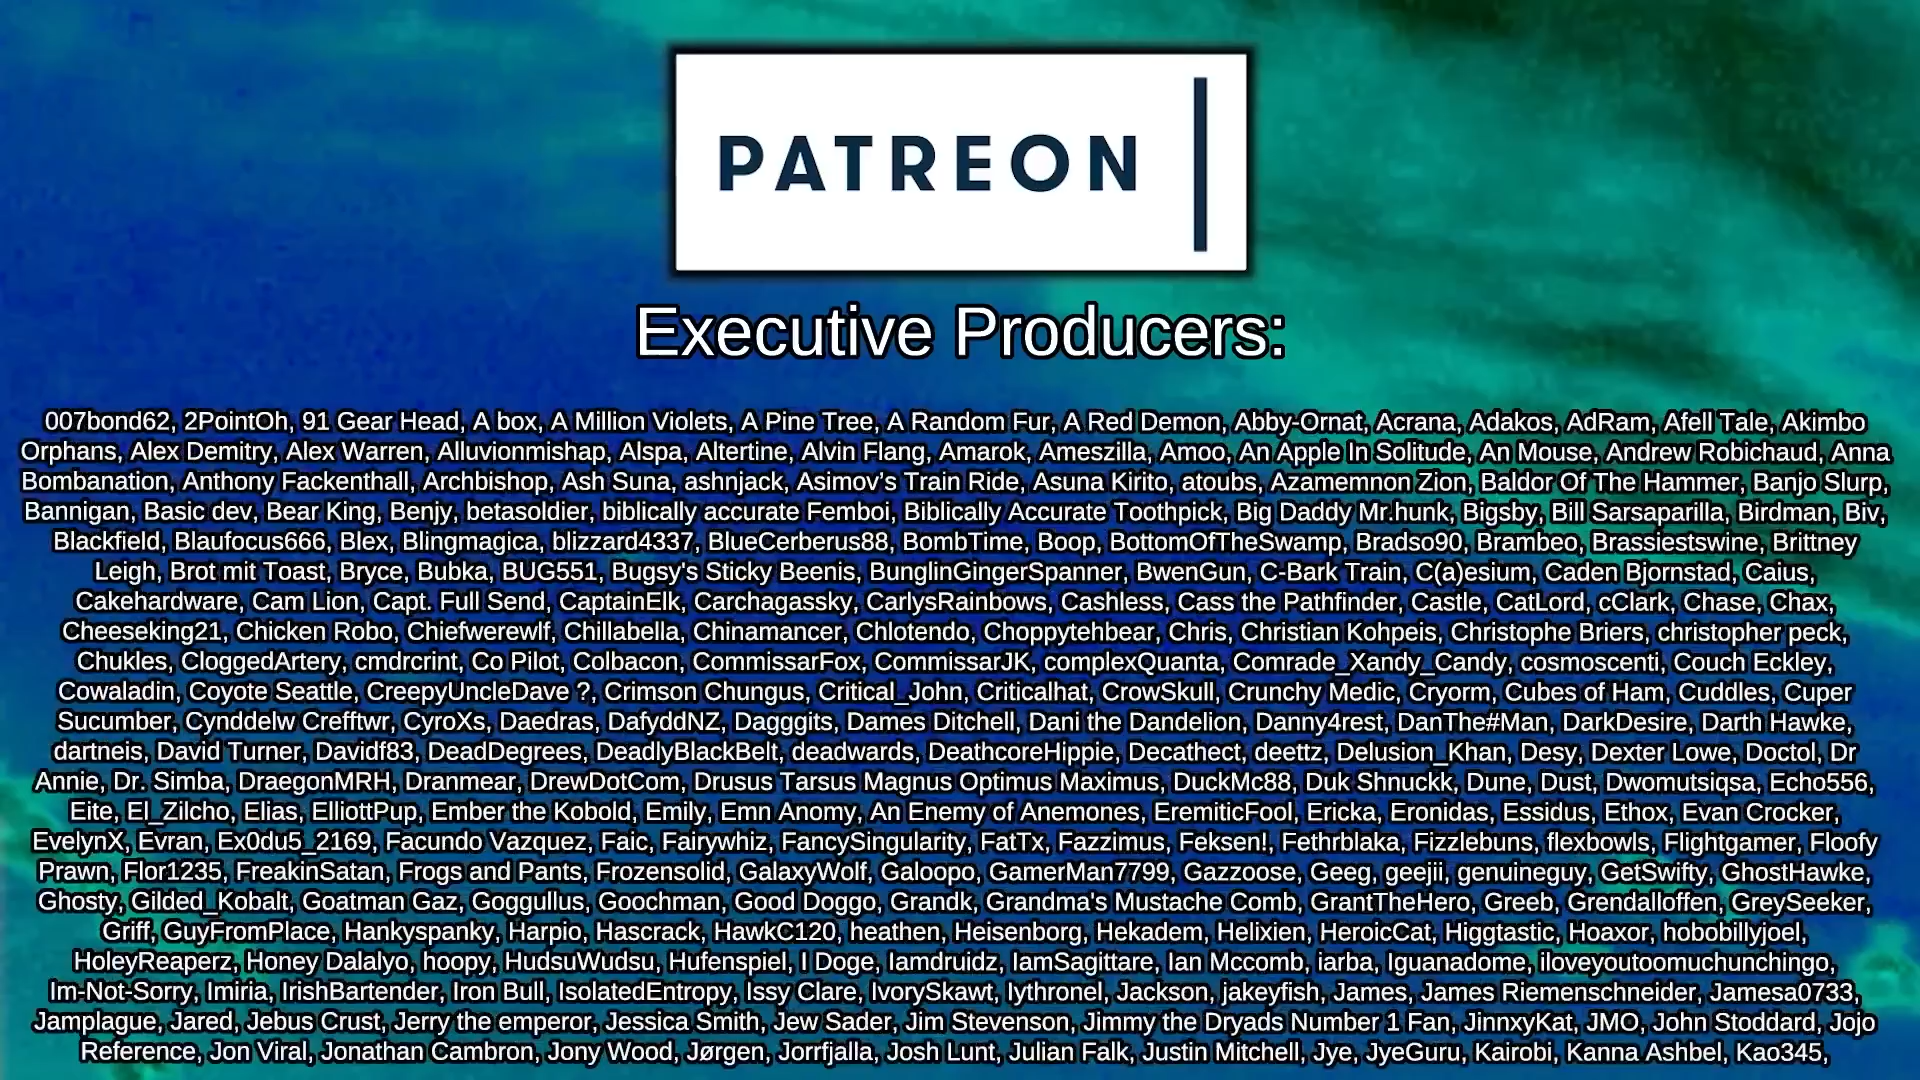 PATREON
Executive Producers:
007bond62, 2PointOh, 91 Gear Head, A box, A Million Violets, A Pine Tree, A Random Fur, A Red Demon, Abby-Ornat, Acrana, Adakos, AdRam, Afell Tale, Akimbo
Orphans, Alex Demitry, Alex Warren, Alluvionmishap, Alspa, Altertine, Alvin Flang, Amarok, Ameszilla, Amoo, An Apple In Solitude, An Mouse, Andrew Robichaud, Anna
Bombanation, Anthony Fackenthall, Archbishop, Ash Suna, ashnjack, Asimov’s Train Ride, Asuna Kirito, atoubs, Azamemnon Zion, Baldor Of The Hammer, Banjo Slurp,
Bannigan, Basic dev, Bear King, Benjy, betasoldier, biblically accurate Femboi, Biblically Accurate Toothpick, Big Daddy Mr.hunk, Bigsby, Bill Sarsaparilla, Birdman, Biv,
Blackfield, Blaufocus666, Blex, Blingmagica, blizzard4337, BlueCerberus88, BombTime, Boop, BottomOfTheSwamp, Bradso90, Brambeo, Brassiestswine, Brittney
Leigh, Brot mit Toast, Bryce, Bubka, BUG551, Bugsy's Sticky Beenis, BunglinGingerSpanner, BwenGun, C-Bark Train, C(a)esium, Caden Bjornstad, Caius,
Cakehardware, Cam Lion, Capt. Full Send, CaptainElk, Carchagassky, CarlysRainbows, Cashless, Cass the Pathfinder, Castle, CatLord, cClark, Chase, Chax,
Cheeseking21, Chicken Robo, Chiefwerewlf, Chillabella, Chinamancer, Chlotendo, Choppytehbear, Chris, Christian Kohpeis, Christophe Briers, christopher peck,
Chukles, CloggedArtery, cmdrcrint, Co Pilot, Colbacon, CommissarFox, CommissarJK, complexQuanta, Comrade_Xandy_Candy, cosmoscenti, Couch Eckley,
Cowaladin, Coyote Seattle, CreepyUncleDave ?, Crimson Chungus, Critical_John, Criticalhat, CrowSkull, Crunchy Medic, Cryorm, Cubes of Ham, Cuddles, Cuper
Sucumber, Cynddelw Crefftwr, CyroXs, Daedras, DafyddNZ, Dagggits, Dames Ditchell, Dani the Dandelion, Danny4rest, DanThe#Man, DarkDesire, Darth Hawke,
dartneis, David Turner, Davidf83, DeadDegrees, DeadlyBlackBelt, deadwards, DeathcoreHippie, Decathect, deettz, Delusion_Khan, Desy, Dexter Lowe, Doctol, Dr
Annie, Dr. Simba, DraegonMRH, Dranmear, DrewDotCom, Drusus Tarsus Magnus Optimus Maximus, DuckMc88, Duk Shnuckk, Dune, Dust, Dwomutsiqsa, Echo556,
Eite, El_Zilcho, Elias, ElliottPup, Ember the Kobold, Emily, Emn Anomy, An Enemy of Anemones, EremiticFool, Ericka, Eronidas, Essidus, Ethox, Evan Crocker,
EvelynX, Evran, Ex0du5_2169, Facundo Vazquez, Faic, Fairywhiz, FancySingularity, FatTx, Fazzimus, Feksen!, Fethrblaka, Fizzlebuns, flexbowls, Flightgamer, Floofy
Prawn, Flor1235, FreakinSatan, Frogs and Pants, Frozensolid, GalaxyWolf, Galoopo, GamerMan7799, Gazzoose, Geeg, geejii, genuineguy, GetSwifty, GhostHawke,
Ghosty, Gilded_Kobalt, Goatman Gaz, Goggullus, Goochman, Good Doggo, Grandk, Grandma's Mustache Comb, GrantTheHero, Greeb, Grendalloffen, GreySeeker,
Griff, GuyFromPlace, Hankyspanky, Harpio, Hascrack, HawkC120, heathen, Heisenborg, Hekadem, Helixien, HeroicCat, Higgtastic, Hoaxor, hobobillyjoel,
HoleyReaperz, Honey Dalalyo, hoopy, HudsuWudsu, Hufenspiel, I Doge, Iamdruidz, IamSagittare, Ian Mccomb, iarba, Iguanadome, iloveyoutoomuchunchingo,
Im-Not-Sorry, Imiria, IrishBartender, Iron Bull, IsolatedEntropy, Issy Clare, IvorySkawt, Iythronel, Jackson, jakeyfish, James, James Riemenschneider, Jamesa0733,
Jamplague, Jared, Jebus Crust, Jerry the emperor, Jessica Smith, Jew Sader, Jim Stevenson, Jimmy the Dryads Number 1 Fan, JinnxyKat, JMO, John Stoddard, Jojo
Reference, Jon Viral, Jonathan Cambron, Jony Wood, Jørgen, Jorrfjalla, Josh Lunt, Julian Falk, Justin Mitchell, Jye, JyeGuru, Kairobi, Kanna Ashbel, Kao345,